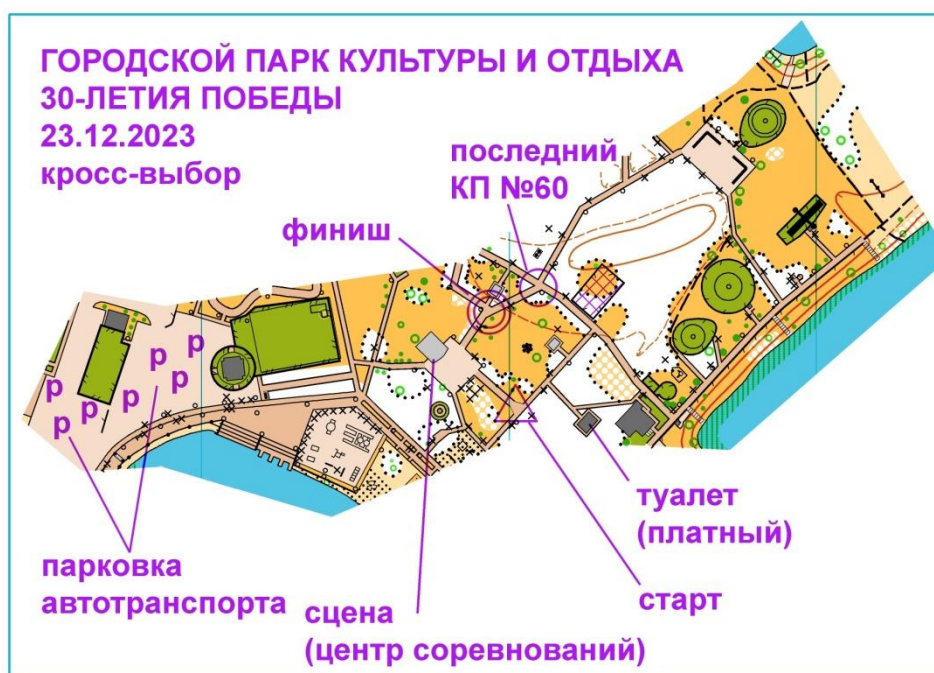 ГОРОДСКОЙ ПАРК КУЛЬТУРЫ И ОТДЫХА
30-ЛЕТИЯ ПОБЕДЫ
23.12.2023
кросс-выбор
последний
КП №60
финиш
р р
р р
р р р
р
туалет
(платный)
парковка
автотранспорта
старт
сцена
(центр соревнований)